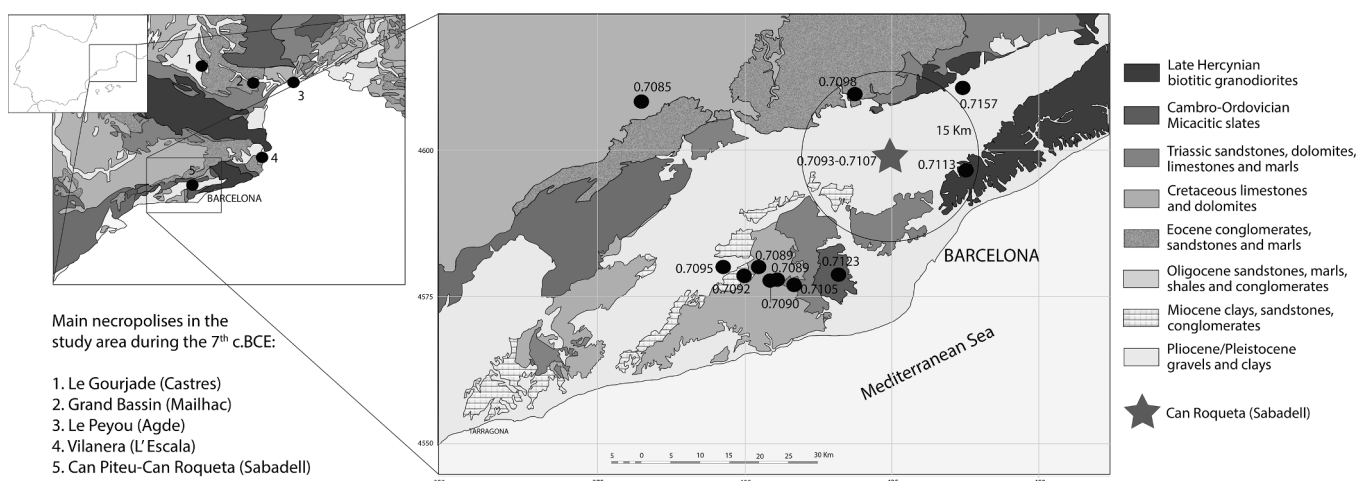 1
2
3
4
5
BARCELONA
Main necropolises in the
study area during the 7th c.BCE:
1. Le Gourjade (Castres)
2. Grand Bassin (Mailhac)
3. Le Peyou (Agde)
4. Vilanera (L'Escala)
5. Can Piteu-Can Roqueta (Sabadell)
0.7085
0.7098
0.7157
15 Km
4600
0.7093-0.7107
0.7113
BARCELONA
0.7089
0.7123
0.7095
0.7089
0.7092
0.7105
0.7090
4575
Mediterranean Sea
TARRAGONA
4550
5 0 5 10 15 20 25 30 Km
Late Hercynian
biotitic granodiorites
Cambro-Ordovician
Micacitic slates
Triassic sandstones, dolomites,
limestones and marls
Cretaceous limestones
and dolomites
Eocene conglomerates,
sandstones and marls
Oligocene sandstones, marls,
shales and conglomerates
Miocene clays, sandstones,
conglomerates
Pliocene/Pleistocene
gravels and clays
Can Roqueta (Sabadell)